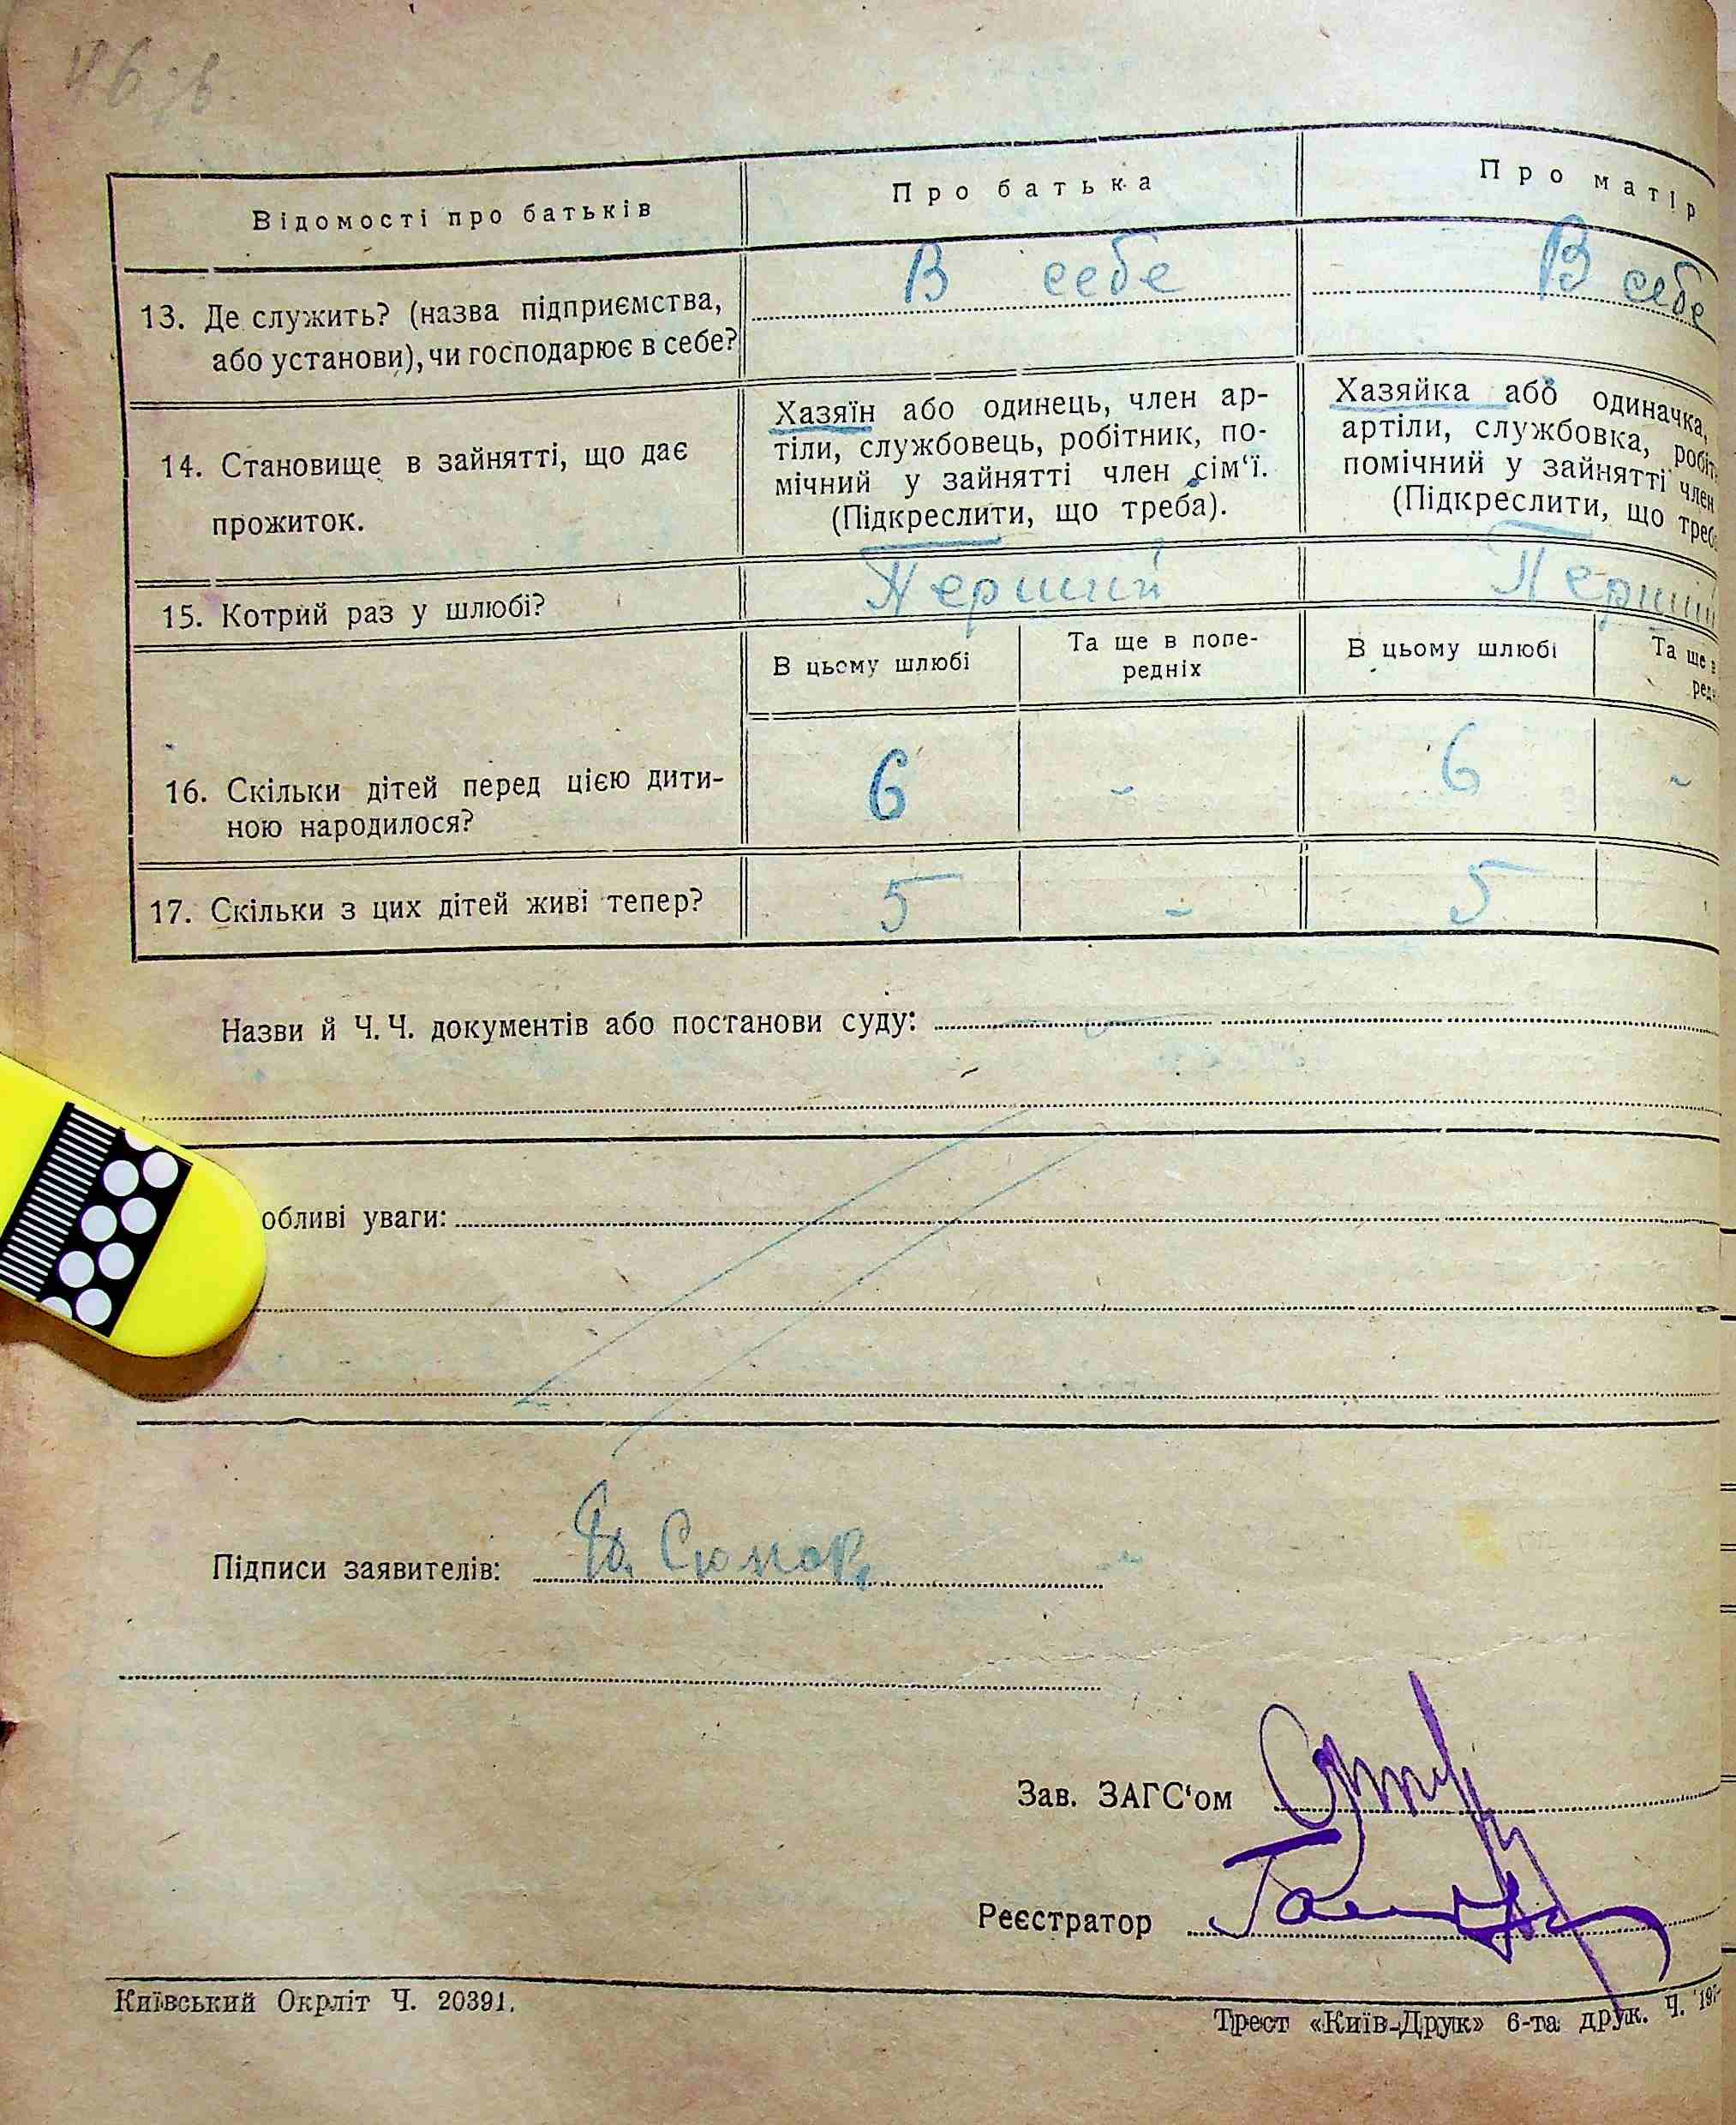 46 зв.
Відомості про батьків
Про батька
Про матір
13. Де служить? (назва підприємства,
або установи), чи господарює в себе?
В себе
В себе
14. Становище в зайнятті, що дає
прожиток.
Хазяїн або одинець, член ар-
тіли, службовець, робітник, по-
мічний у зайнятті член сім‘ї.
(Підкреслити, що треба).
Хазяйка або одиначка,
артіли, службовка, робіт
помічний у зайнятті член
(Підкреслити, що треба
15. Котрий раз у шлюбі?
Перший
Перший
В цьому шлюбі
Та ще в попе-
редніх
В цьому шлюбі
Та ще в
ред
16. Скільки дітей перед цією дити-
ною народилося?
6
-
6
-
17. Скільки з цих дітей живі тепер?
5
-
5
Назви й Ч.Ч. документів або постанови суду:
обливі уваги:
Підписи заявителів:
Зав. ЗАГС‘ом
Реєстратор
Київський Окрліт Ч. 20391.
Трест «Київ-Друк» 6-та друк. Ч.